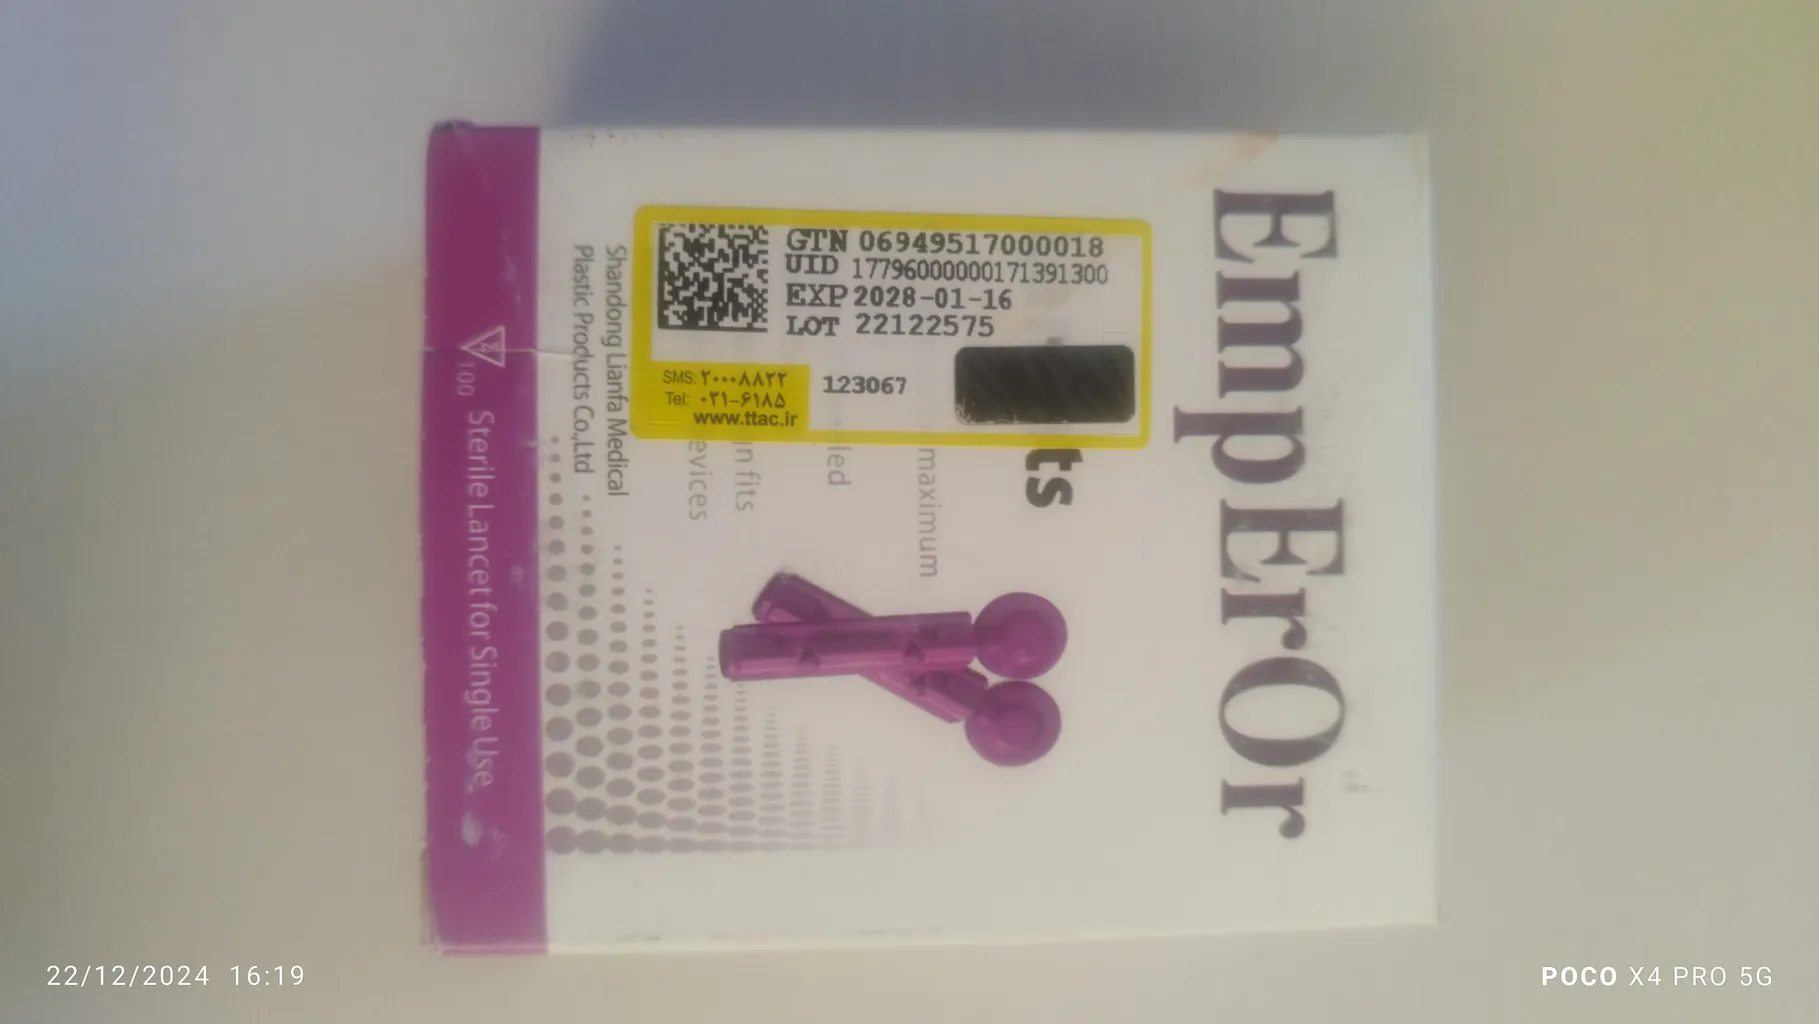 EmpErOr
ts
maximum
led
n fits
evices
Shandong Lianfa Medical
Plastic Products Co.,Ltd
100 Sterile Lancet for Single Use
GTN 06949517000018
UID 17796000000171391300
EXP 2028-01-16
LOT 22122575
SMS: ۲۰۰۰۸۸۲۲
Tel: ۰۲۱-۶۱۸۵
www.ttac.ir
123067
22/12/2024 16:19
POCO X4 PRO 5G